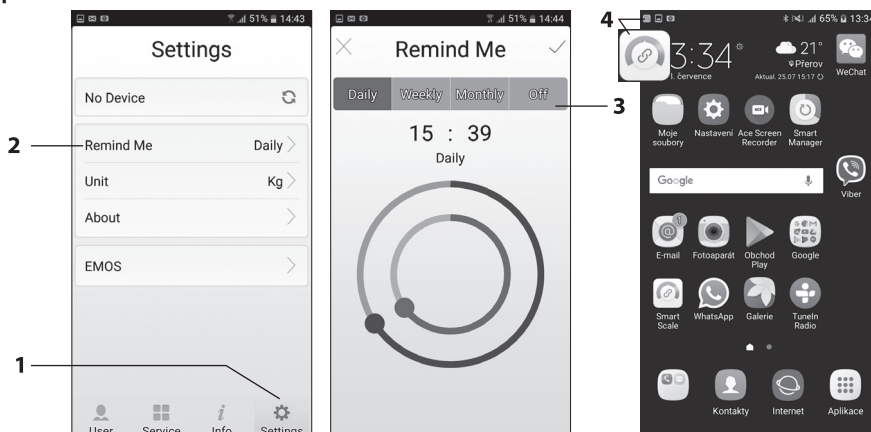 51% 14:43
Settings
No Device
2
Remind Me Daily
Unit Kg
About
EMOS
1
User Service Info Settings
51% 14:44
Remind Me
Daily Weekly Monthly Off
3
15 : 39
Daily
4
65% 13:34
3:34
21°
Přerov
července
Aktual. 25.07 15:17
WeChat
Moje soubory
Nastavení
Ace Screen Recorder
Smart Manager
Google
Viber
1
E-mail
Fotoaparát
Obchod Play
Google
Smart Scale
WhatsApp
Galerie
TuneIn Radio
Kontakty
Internet
Aplikace